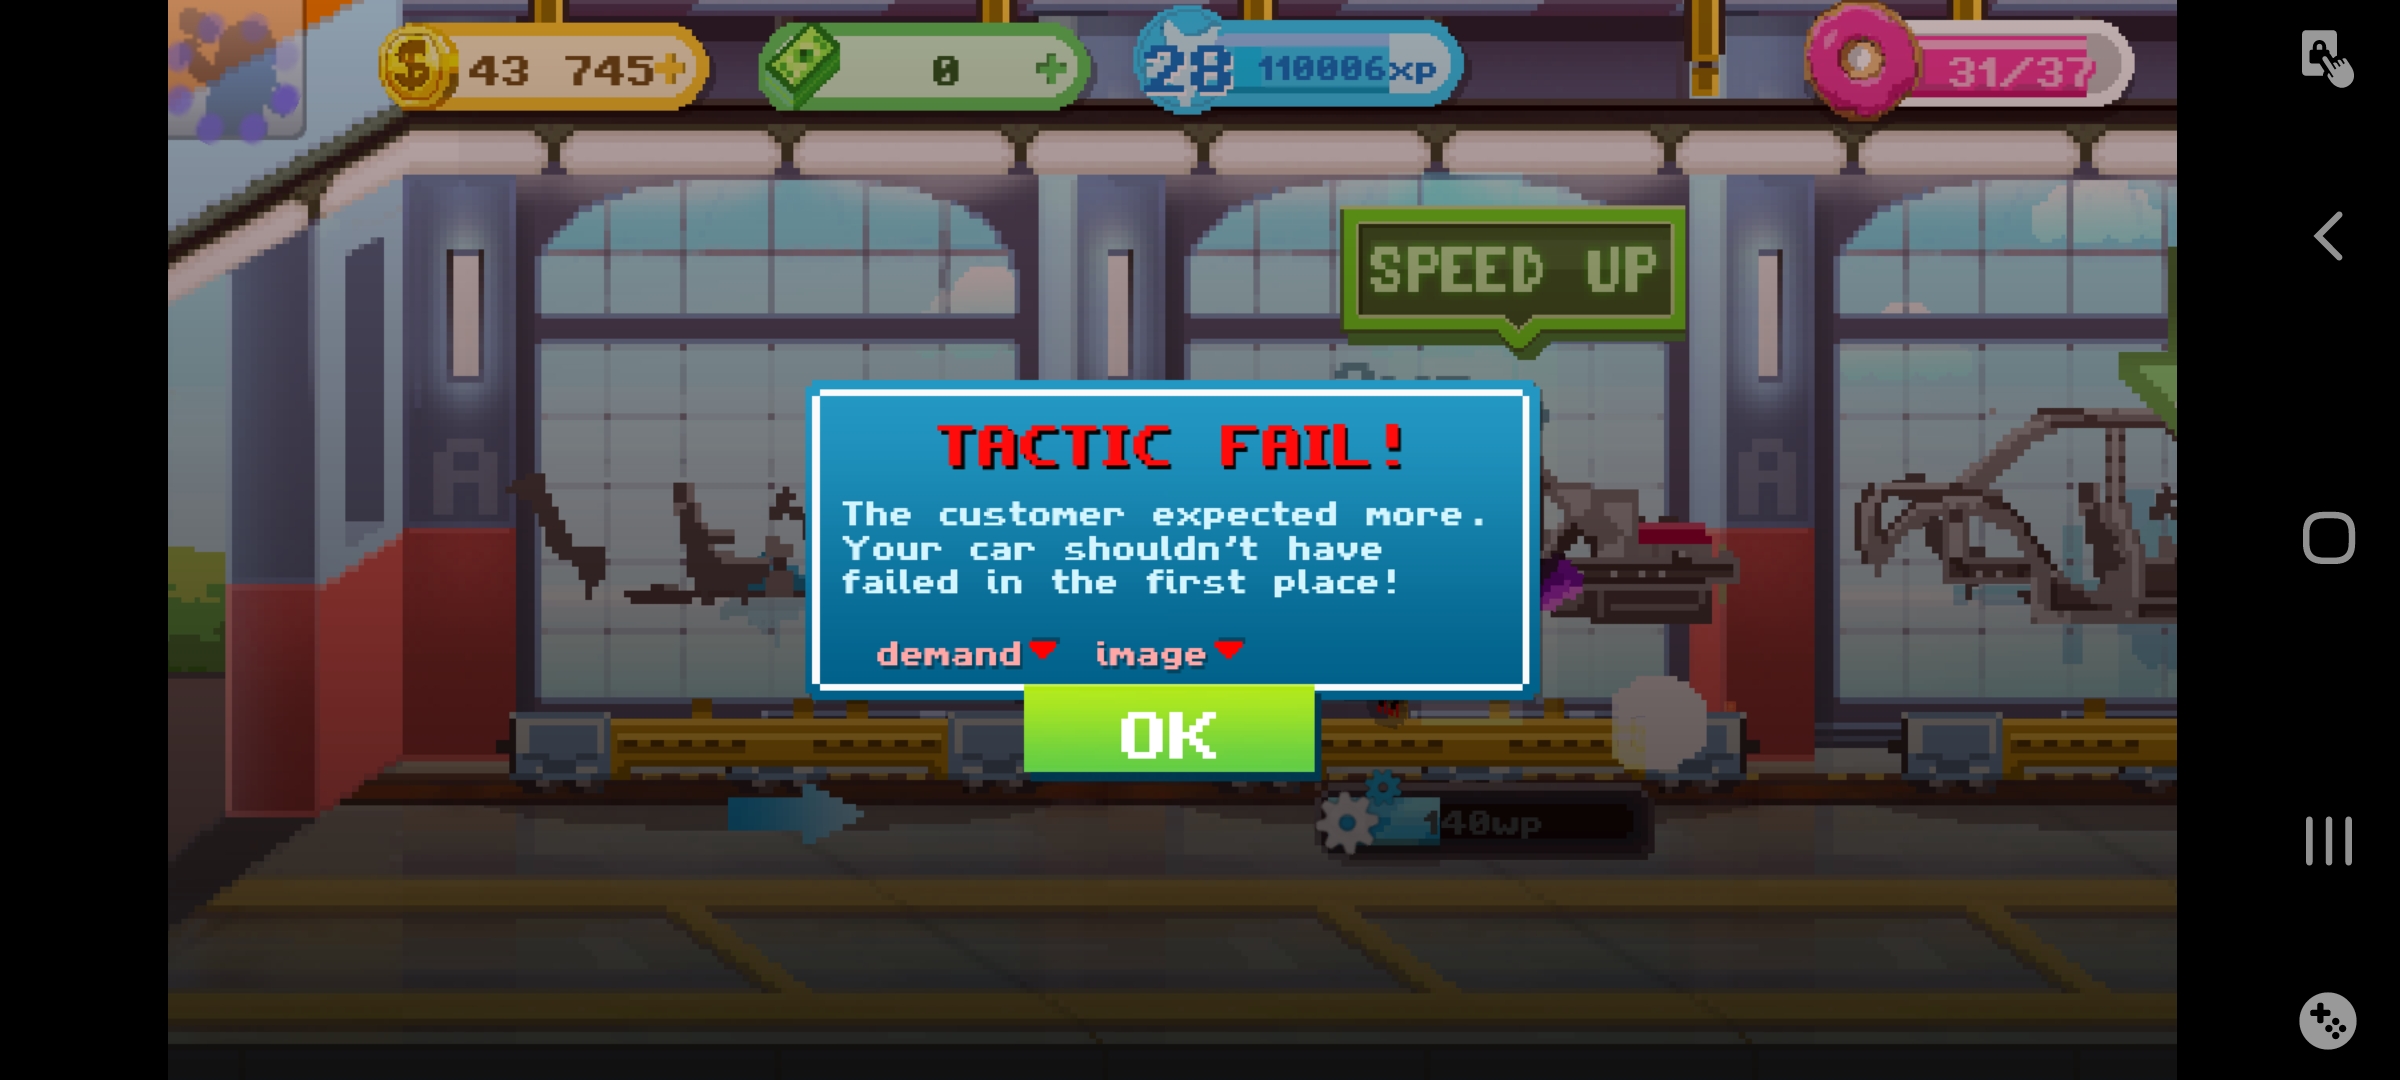 43 745+
0 +
28 110006xp
31/37
SPEED UP
A
A
TACTIC FAIL!
The customer expected more.
Your car shouldn't have
failed in the first place!
demand image
OK
140wp